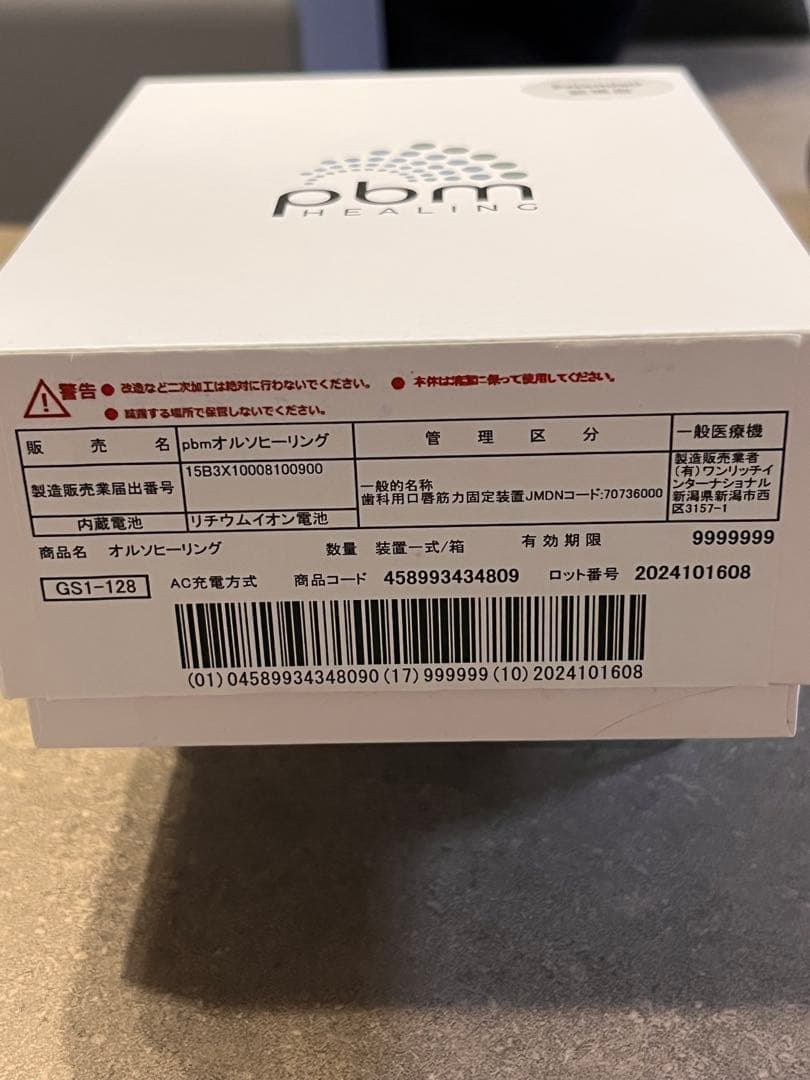 pbm
HEALING
警告 ● 改造など二次加工は絶対に行わないでください。 ● 本体は清潔に保って使用してください。
● 減露する場所で保管しないでください。
販売名 pbmオルソヒーリング 管理区分 一般医療機
製造販売業届出番号 15B3X10008100900
一般的名称
歯科用口唇筋力固定装置JMDNコード:70736000
製造販売業者
(有)ワンリッチイ
ンターナショナル
新潟県新潟市西
区3157-1
内蔵電池 リチウムイオン電池
商品名 オルソヒーリング 数量 装置一式/箱 有効期限 9999999
GS1-128 AC充電方式 商品コード 458993434809 ロット番号 2024101608
(01)04589934348090(17)999999(10)2024101608